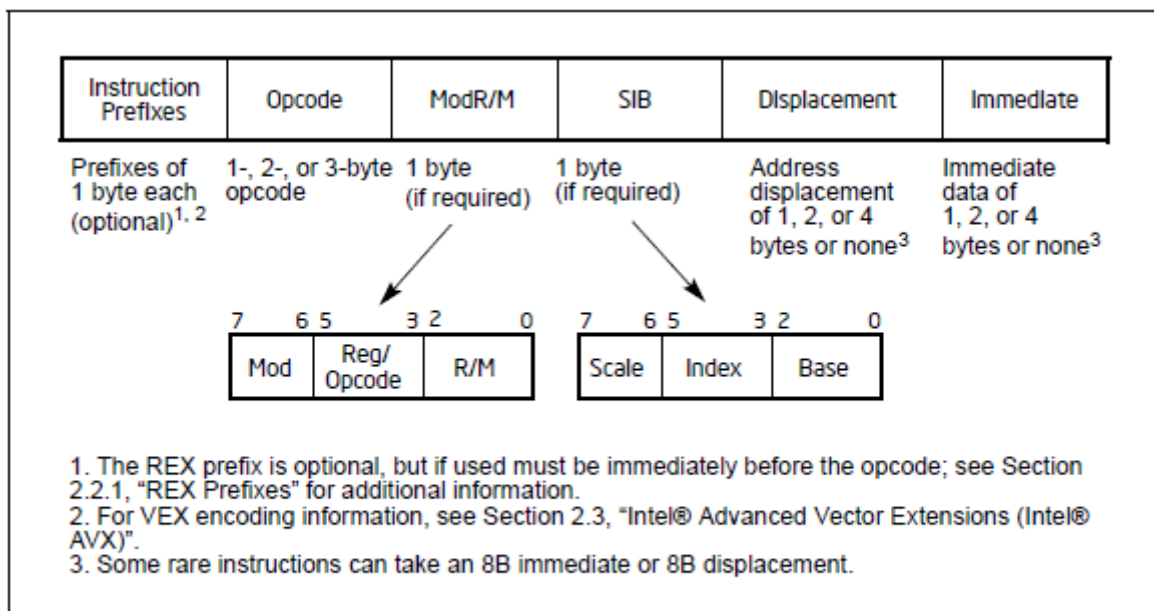 Instruction Prefixes
Opcode
ModR/M
SIB
Displacement
Immediate
Prefixes of
1 byte each
(optional)1, 2
1-, 2-, or 3-byte
opcode
1 byte
(if required)
1 byte
(if required)
Address
displacement
of 1, 2, or 4
bytes or none3
Immediate
data of
1, 2, or 4
bytes or none3
7 6 5 3 2 0
Mod
Reg/
Opcode
R/M
7 6 5 3 2 0
Scale
Index
Base
1. The REX prefix is optional, but if used must be immediately before the opcode; see Section
2.2.1, “REX Prefixes” for additional information.
2. For VEX encoding information, see Section 2.3, “Intel® Advanced Vector Extensions (Intel®
AVX)”.
3. Some rare instructions can take an 8B immediate or 8B displacement.